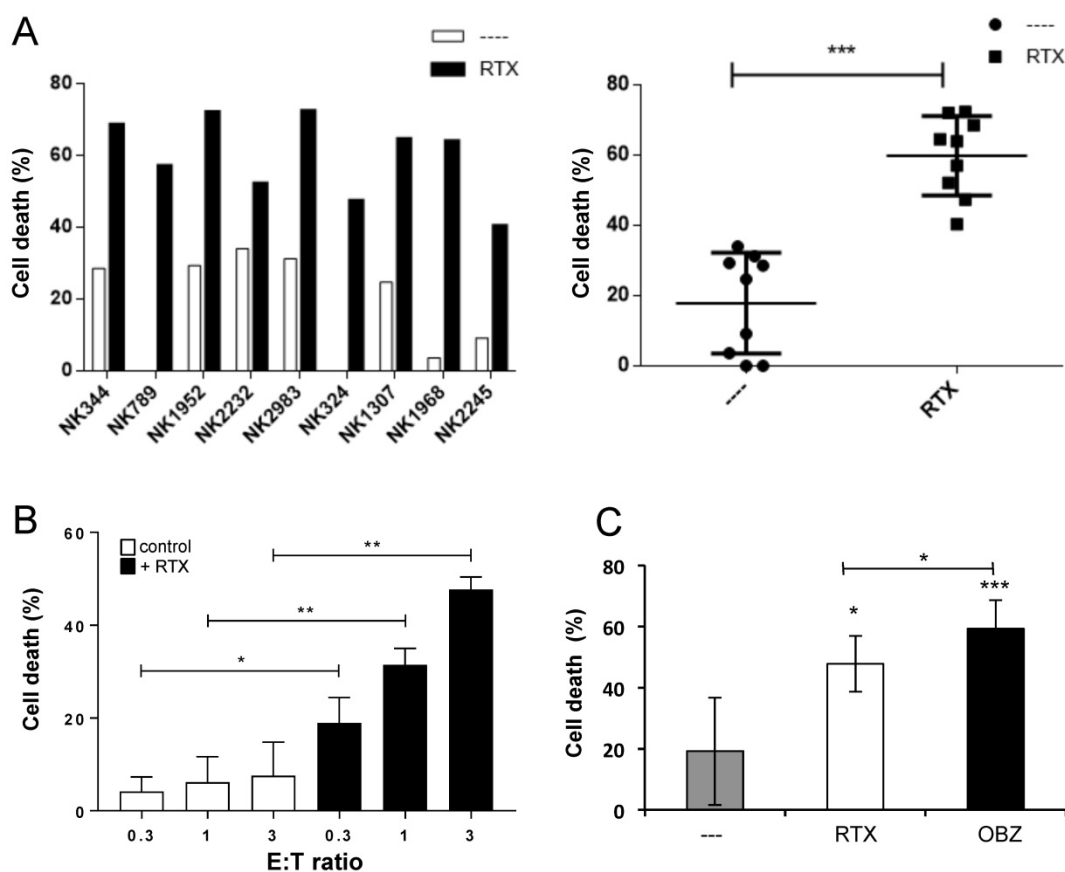 A
----
RTX
80
60
40
20
0
Cell death (%)
NK344
NK789
NK1952
NK2232
NK2983
NK324
NK1307
NK1968
NK2245
----
RTX
***
80
60
40
20
0
Cell death (%)
----
RTX
B
control
+ RTX
60
40
20
0
Cell death (%)
*
**
**
0.3 1 3 0.3 1 3
E:T ratio
C
80
60
40
20
0
Cell death (%)
*
*
***
--- RTX OBZ